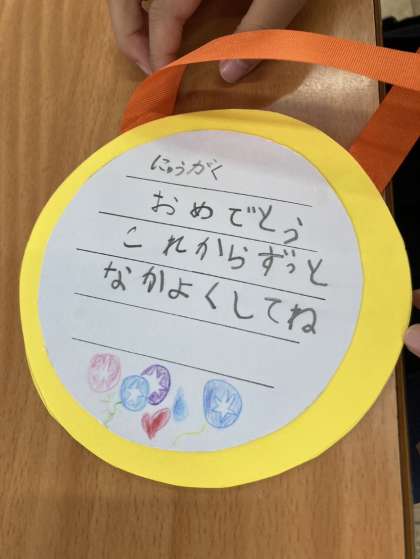 にゅうがく
おめでとう
これからずっと
なかよくしてね